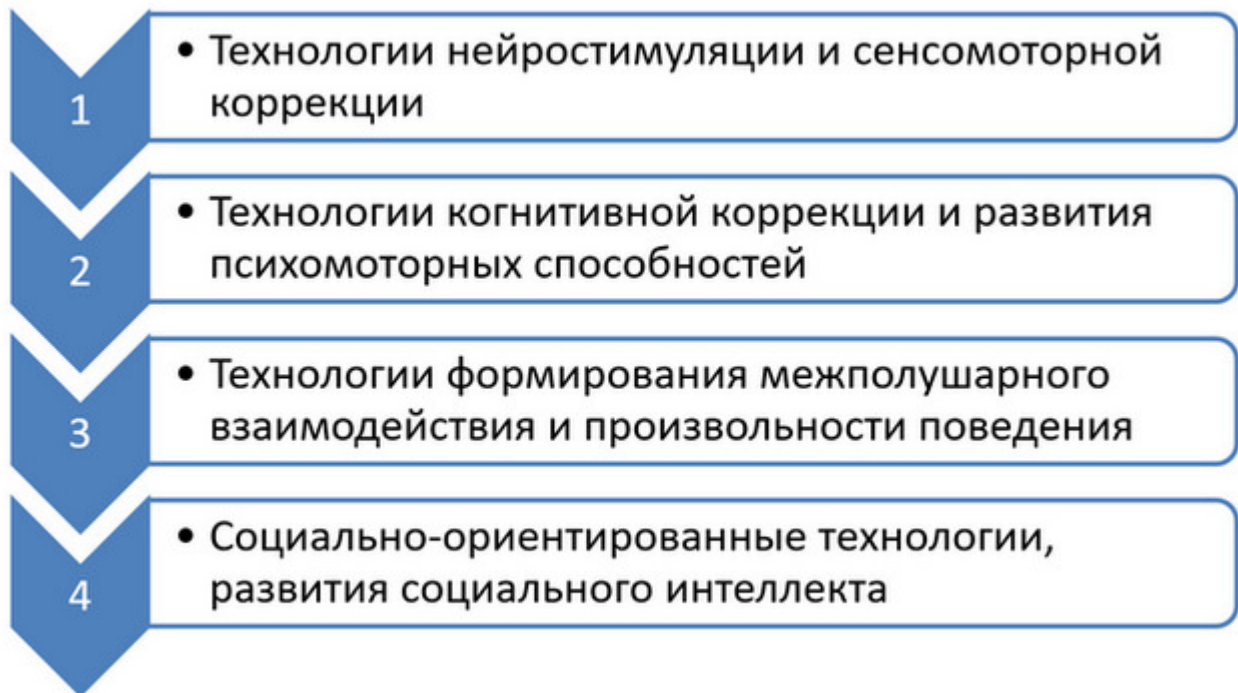 1
• Технологии нейростимуляции и сенсомоторной
коррекции
2
• Технологии когнитивной коррекции и развития
психомоторных способностей
3
• Технологии формирования межполушарного
взаимодействия и произвольности поведения
4
• Социально-ориентированные технологии,
развития социального интеллекта